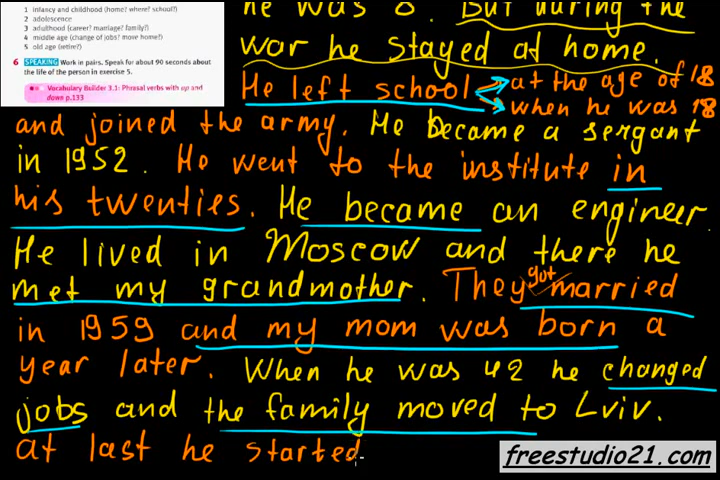 1 infancy and childhood (home? where? school?)
2 adolescence
3 adulthood (career? marriage? family?)
4 middle age (change of jobs? move home?)
5 old age (retire?)
6 SPEAKING Work in pairs. Speak for about 90 seconds about
the life of the person in exercise 5.
Vocabulary Builder 3.1: Phrasal verbs with up and
down p.133
he was 8. But during the
war he stayed at home.
He left school at the age of 18
when he was 18
and joined the army. He became a sergant
in 1952. He went to the institute in
his twenties. He became an engineer.
He lived in Moscow and there he
met my grandmother. They got married
in 1959 and my mom was born a
year later. When he was 42 he changed
jobs and the family moved to Lviv.
at last he started
freestudio21.com